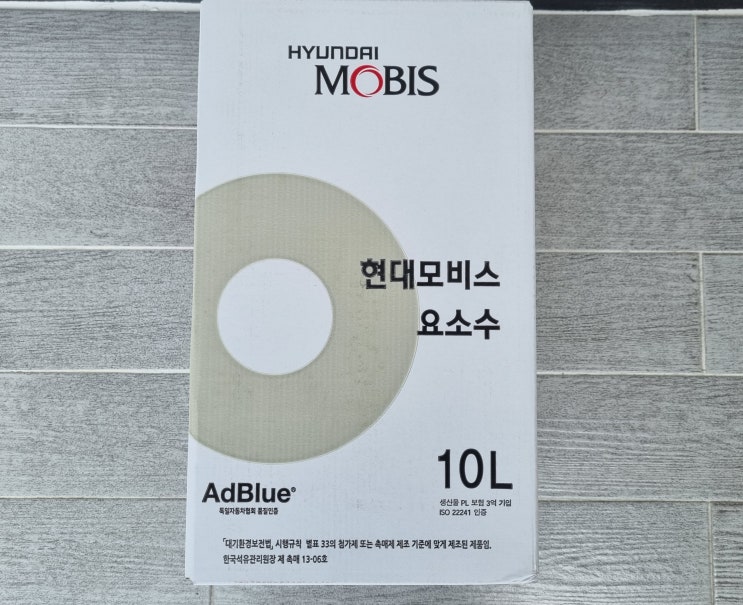 HYUNDAI
MOBIS
현대모비스
요소수
10L
생산물 PL 보험 3억 가입
ISO 22241 인증
AdBlue®
독일자동차협회 품질인증
「대기환경보전법, 시행규칙 별표 33의 첨가제 또는 촉매제 제조 기준에 맞게 제조된 제품임.
한국석유관리원장 제 촉매 13-06호